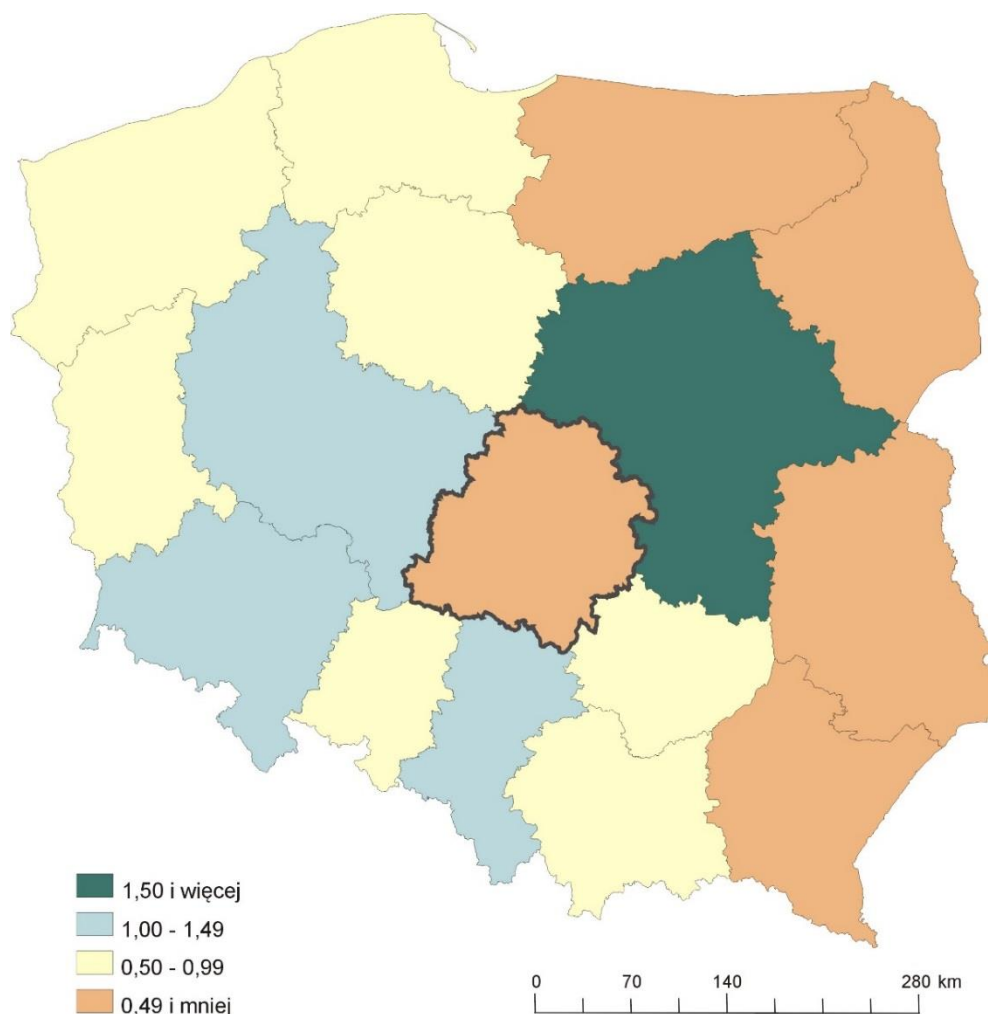 1,50 i więcej
1,00 - 1,49
0,50 - 0,99
0.49 i mniej
0 70 140 280 km